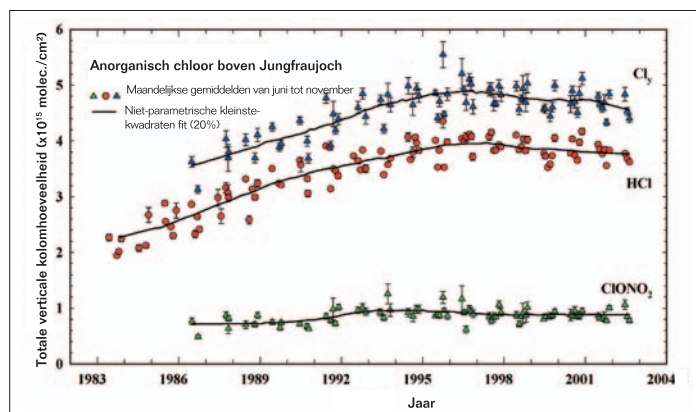 Anorganisch chloor boven Jungfraujoch
Maandelijkse gemiddelden van juni tot november
Niet-parametrische kleinste-
kwadraten fit (20%)
Totale verticale kolomhoeveelheid (x10¹⁵ molec./cm²)
6
5
4
3
2
1
0
Cl_y
HCl
ClONO₂
1983 1986 1989 1992 1995 1998 2001 2004
Jaar